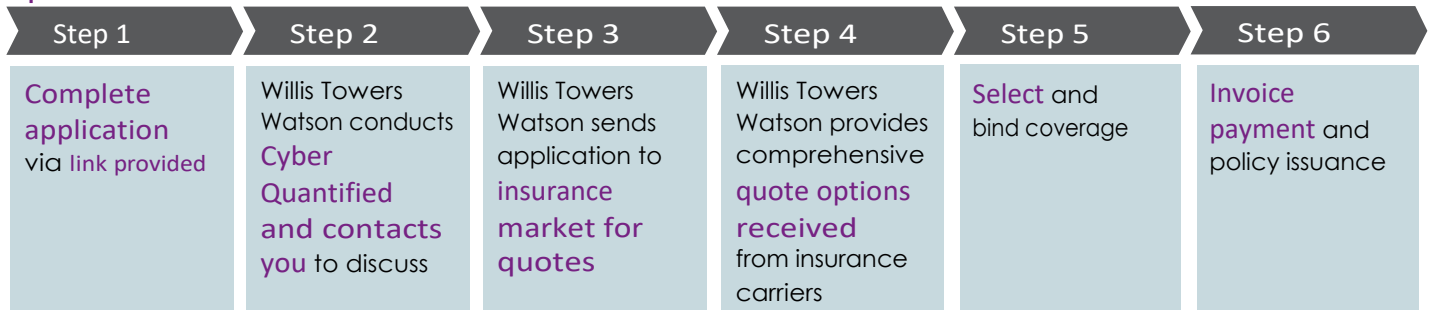 Step 1
Step 2
Step 3
Step 4
Step 5
Step 6
Complete
application
via link provided
Willis Towers
Watson conducts
Cyber
Quantified
and contacts
you to discuss
Willis Towers
Watson sends
application to
insurance
market for
quotes
Willis Towers
Watson provides
comprehensive
quote options
received
from insurance
carriers
Select and
bind coverage
Invoice
payment and
policy issuance